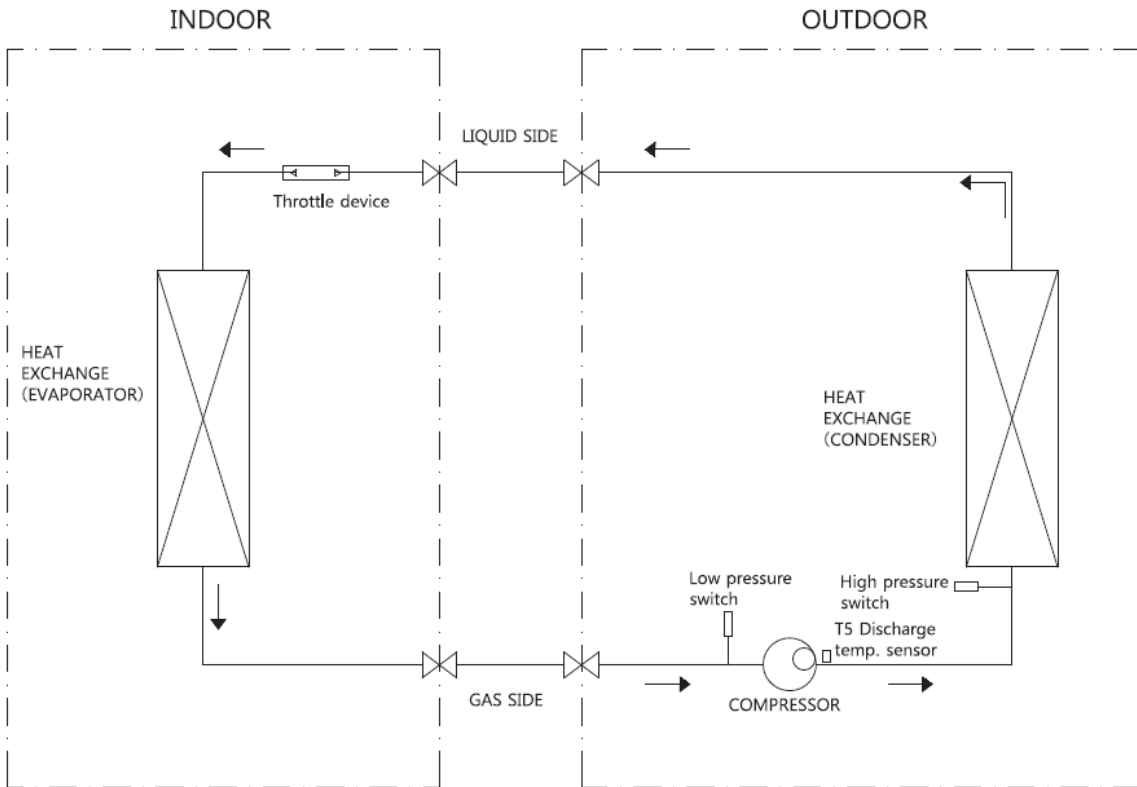 INDOOR
OUTDOOR
LIQUID SIDE
Throttle device
HEAT
EXCHANGE
(EVAPORATOR)
HEAT
EXCHANGE
(CONDENSER)
Low pressure
switch
High pressure
switch
T5 Discharge
temp. sensor
GAS SIDE
COMPRESSOR